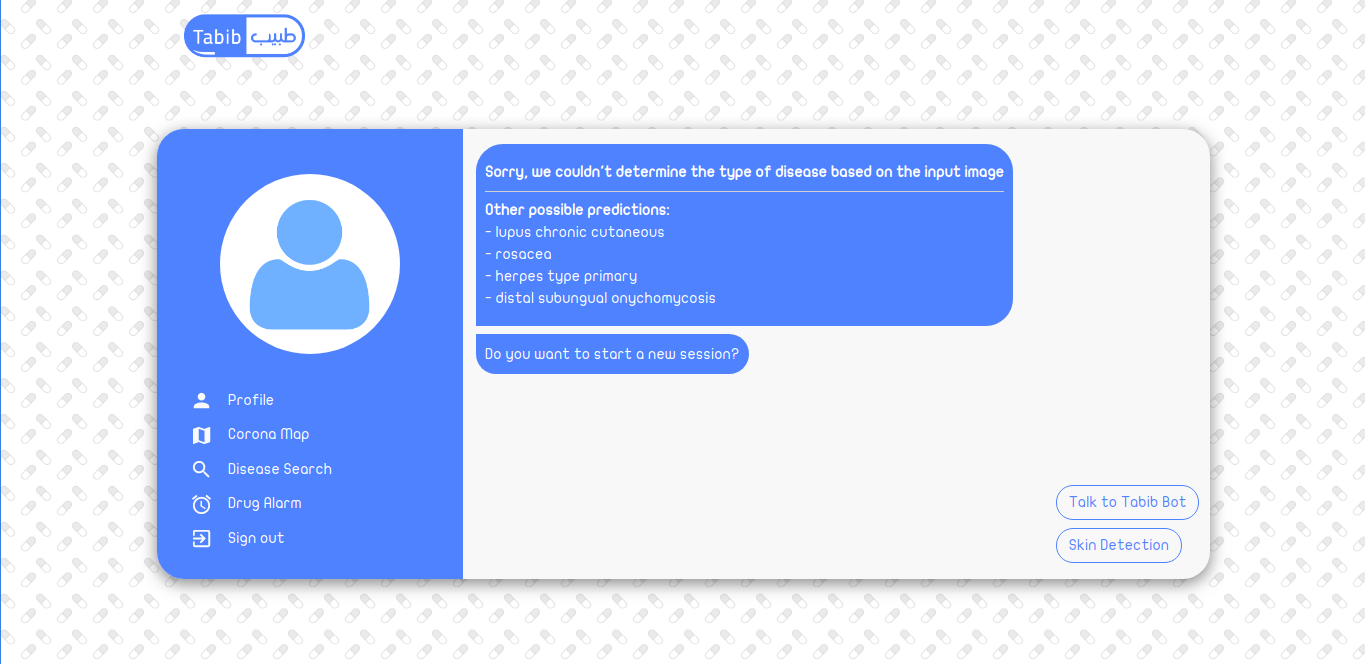 Tabib طبيب
Sorry, we couldn't determine the type of disease based on the input image
Other possible predictions:
- lupus chronic cutaneous
- rosacea
- herpes type primary
- distal subungual onychomycosis
Do you want to start a new session?
Profile
Corona Map
Disease Search
Drug Alarm
Sign out
Talk to Tabib Bot
Skin Detection